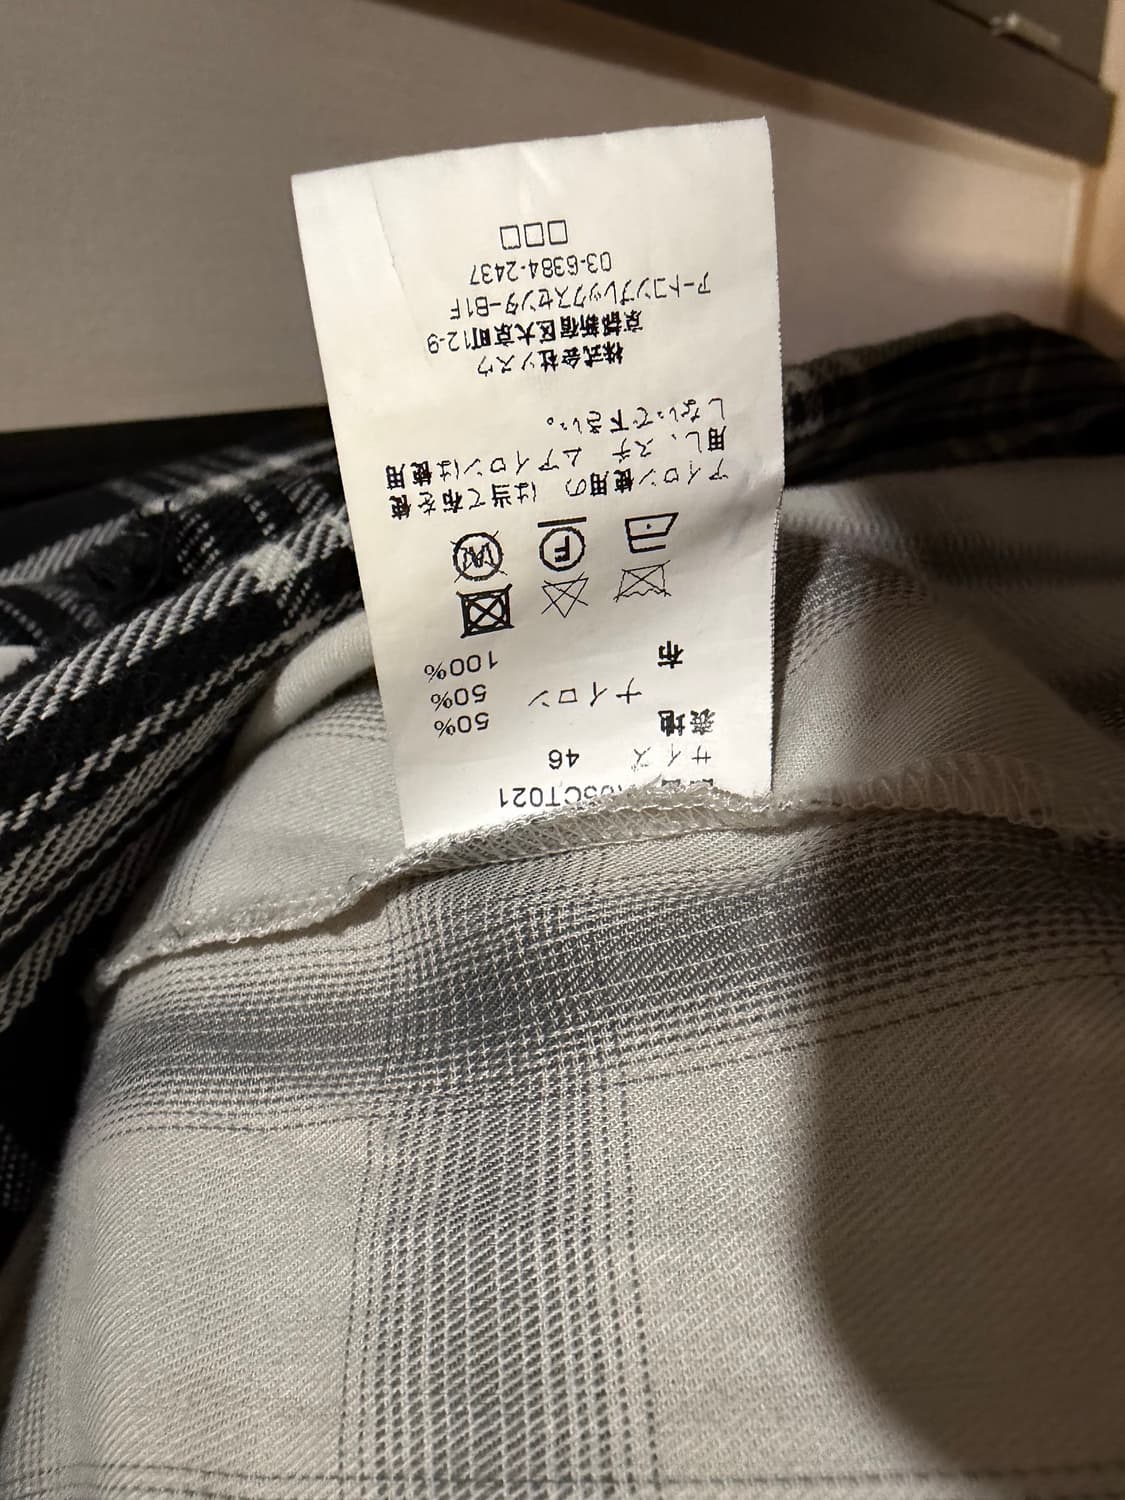 CT021
サイズ 46
表地 50%
ナイロン 50%
布 100%
F
W
アイロン使用の は当て布を使
用し、スチ ムアイロンは使用
しないで下さい。
株式会社ソスウ
京都新宿区大京町12-9
アートコンプレックスセンターB1F
03-6384-2437